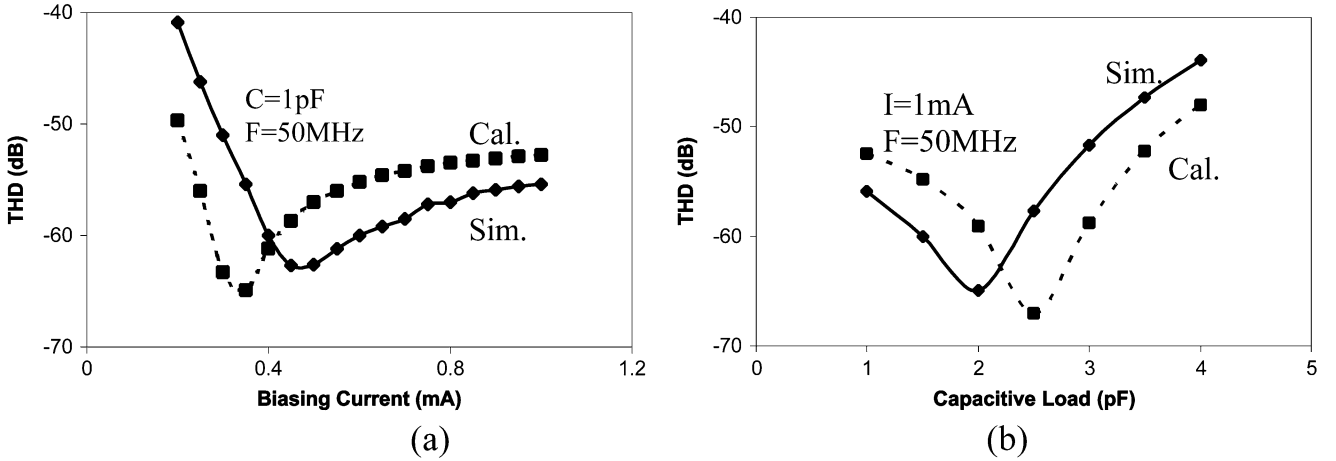 -40
-50
-60
-70
THD (dB)
C=1pF
F=50MHz
Cal.
Sim.
0
0.4
0.8
1.2
Biasing Current (mA)
(a)
-40
-50
-60
-70
THD (dB)
I=1mA
F=50MHz
Sim.
Cal.
0
1
2
3
4
5
Capacitive Load (pF)
(b)